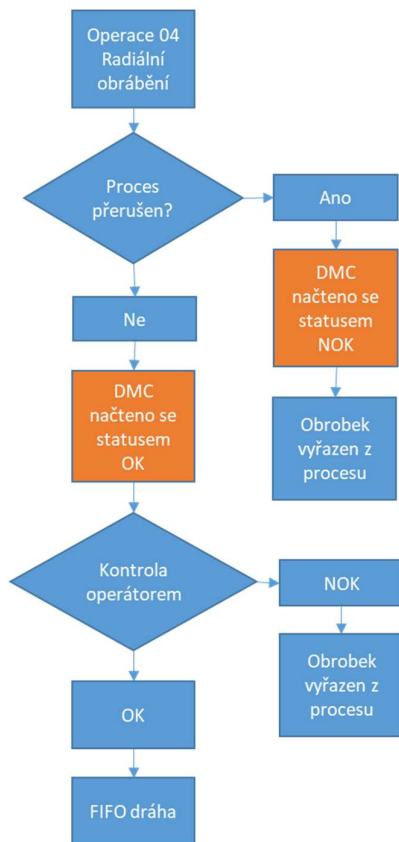 Operace 04
Radiální
obrábění
Proces
přerušen?
Ano
Ne
DMC
načteno se
statusem
NOK
DMC
načteno se
statusem
OK
Obrobek
vyřazen z
procesu
Kontrola
operátorem
NOK
OK
Obrobek
vyřazen z
procesu
FIFO dráha